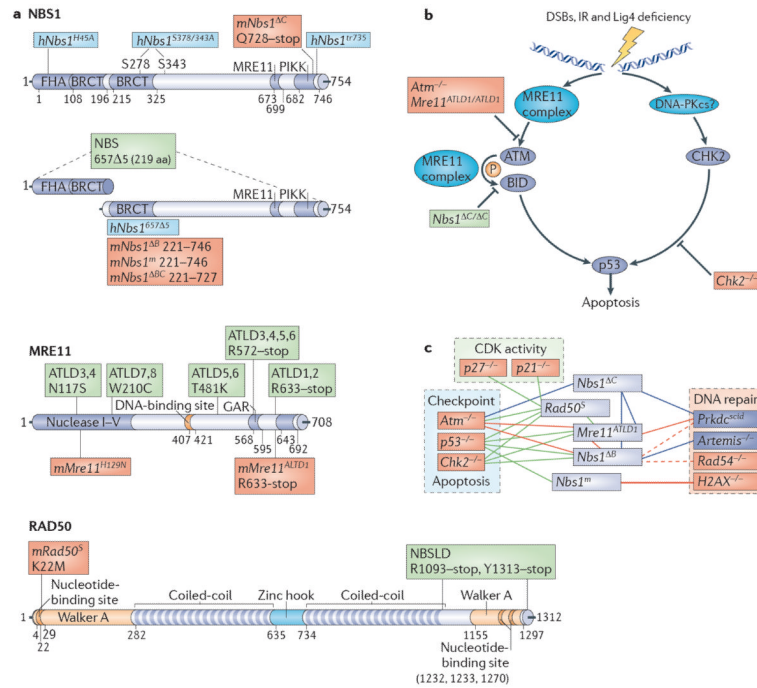 a NBS1
hNbs1H45A
hNbs1S378/343A
mNbs1ΔC
Q728–stop
hNbs1tr735
S278
S343
MRE11
PIKK
1
FHA
BRCT
BRCT
754
1
108
196
215
325
673
699
682
746
NBS
657Δ5 (219 aa)
1
FHA
BRCT
MRE11
PIKK
BRCT
754
hNbs1657Δ5
mNbs1ΔB 221–746
mNbs1m 221–746
mNbs1ΔBC 221–727
MRE11
ATLD3,4
N117S
ATLD7,8
W210C
ATLD5,6
T481K
ATLD3,4,5,6
R572–stop
ATLD1,2
R633–stop
DNA-binding site
GAR
1
Nuclease I–V
708
407
421
568
595
643
692
mMre11H129N
mMre11ALTD1
R633-stop
RAD50
mRad50S
K22M
Nucleotide-
binding site
Coiled-coil
Zinc hook
Coiled-coil
NBSLD
R1093–stop, Y1313–stop
Walker A
1
Walker A
1312
4
29
22
282
635
734
1155
1297
Nucleotide-
binding site
(1232, 1233, 1270)
b
DSBs, IR and Lig4 deficiency
Atm–/–
Mre11ATLD1/ATLD1
MRE11
complex
DNA-PKcs?
ATM
CHK2
MRE11
complex
P
BID
Nbs1ΔC/ΔC
p53
Chk2–/–
Apoptosis
c
CDK activity
p27–/–
p21–/–
Nbs1ΔC
DNA repair
Checkpoint
Rad50S
Prkdcscid
Atm–/–
Mre11ATLD1
Artemis–/–
p53–/–
Nbs1ΔB
Rad54–/–
Chk2–/–
Nbs1m
H2AX–/–
Apoptosis